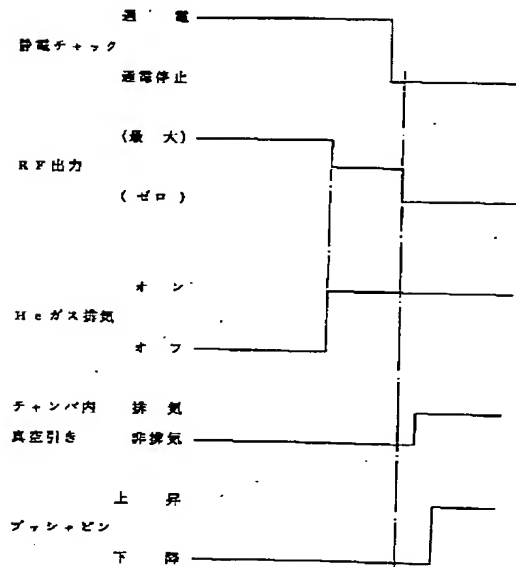 通 電
静電チャック
通電停止
(最 大)
RF出力
(ゼロ)
オ ン
Heガス排気
オ フ
チャンバ内 排 気
真空引き 非排気
上 昇
プッシャピン
下 降